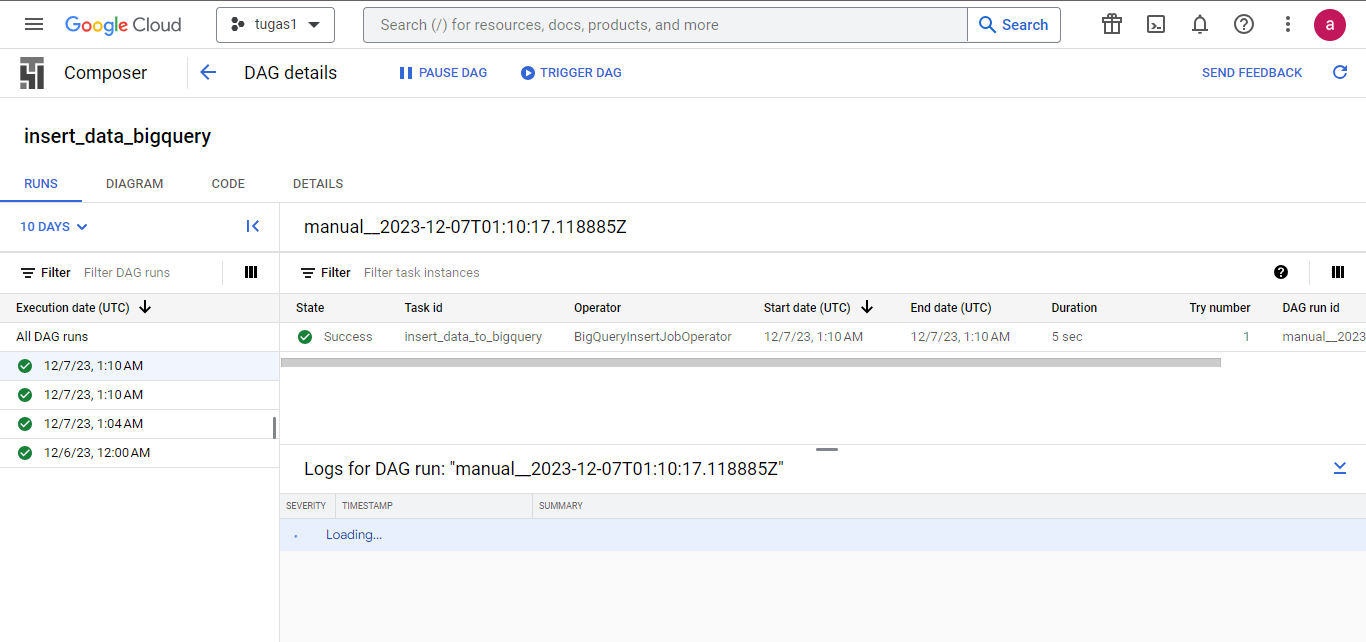 Google Cloud
tugas1
Search (/) for resources, docs, products, and more
Search
a
Composer
DAG details
PAUSE DAG
TRIGGER DAG
SEND FEEDBACK
insert_data_bigquery
RUNS
DIAGRAM
CODE
DETAILS
10 DAYS
manual__2023-12-07T01:10:17.118885Z
Filter Filter DAG runs
Filter Filter task instances
Execution date (UTC)
State Task id Operator Start date (UTC) End date (UTC) Duration Try number DAG run id
All DAG runs
Success insert_data_to_bigquery BigQueryInsertJobOperator 12/7/23, 1:10 AM 12/7/23, 1:10 AM 5 sec 1 manual__2023
12/7/23, 1:10 AM
12/7/23, 1:10 AM
12/7/23, 1:04 AM
12/6/23, 12:00 AM
Logs for DAG run: "manual__2023-12-07T01:10:17.118885Z"
SEVERITY TIMESTAMP SUMMARY
Loading...